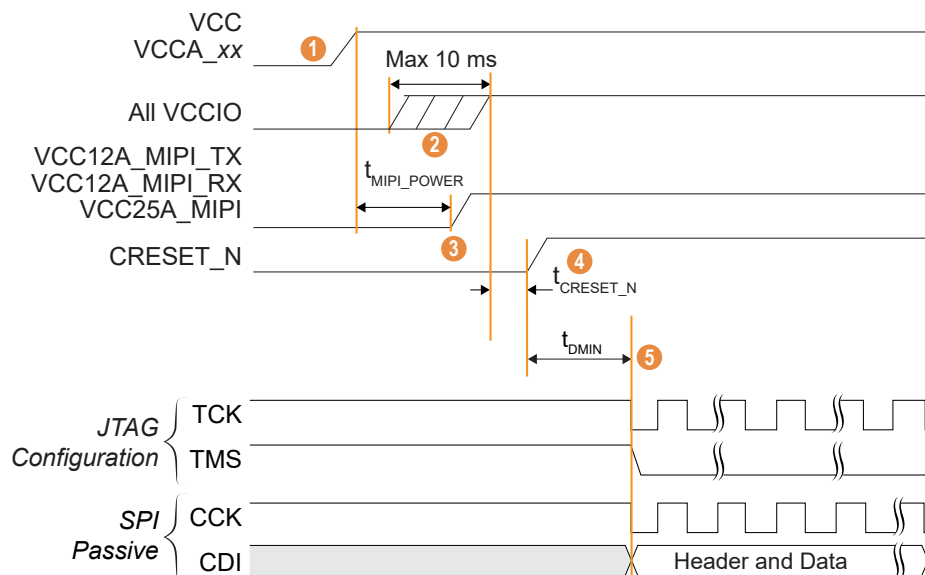 VCC
VCCA_xx
1
Max 10 ms
All VCCIO
2
VCC12A_MIPI_TX
VCC12A_MIPI_RX
VCC25A_MIPI
tMIPI_POWER
3
CRESET_N
4
tCRESET_N
tDMIN
5
JTAG
Configuration
TCK
TMS
SPI
Passive
CCK
CDI
Header and Data